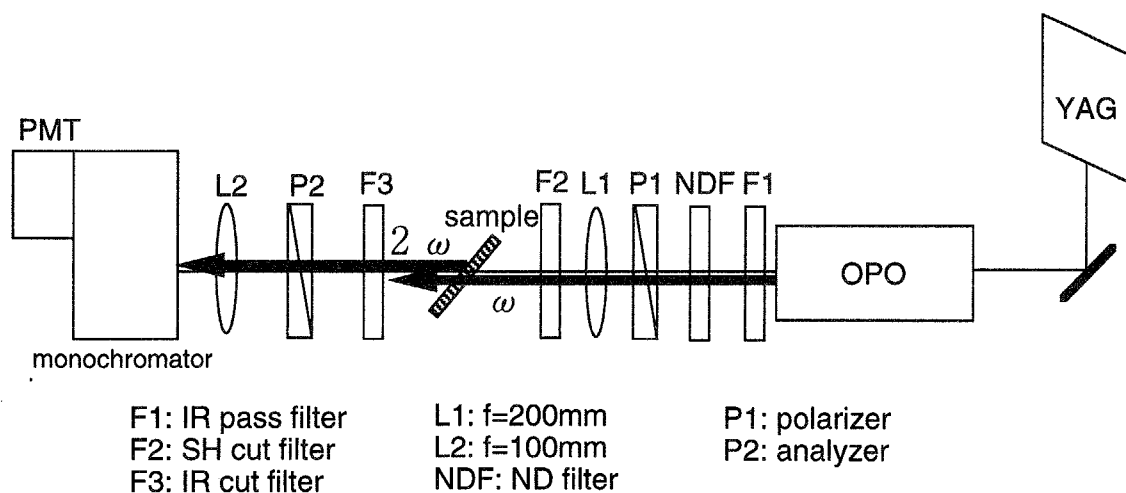 YAG
PMT
L2 P2 F3 sample F2 L1 P1 NDF F1
2 ω
ω
OPO
monochromator
F1: IR pass filter L1: f=200mm P1: polarizer
F2: SH cut filter L2: f=100mm P2: analyzer
F3: IR cut filter NDF: ND filter